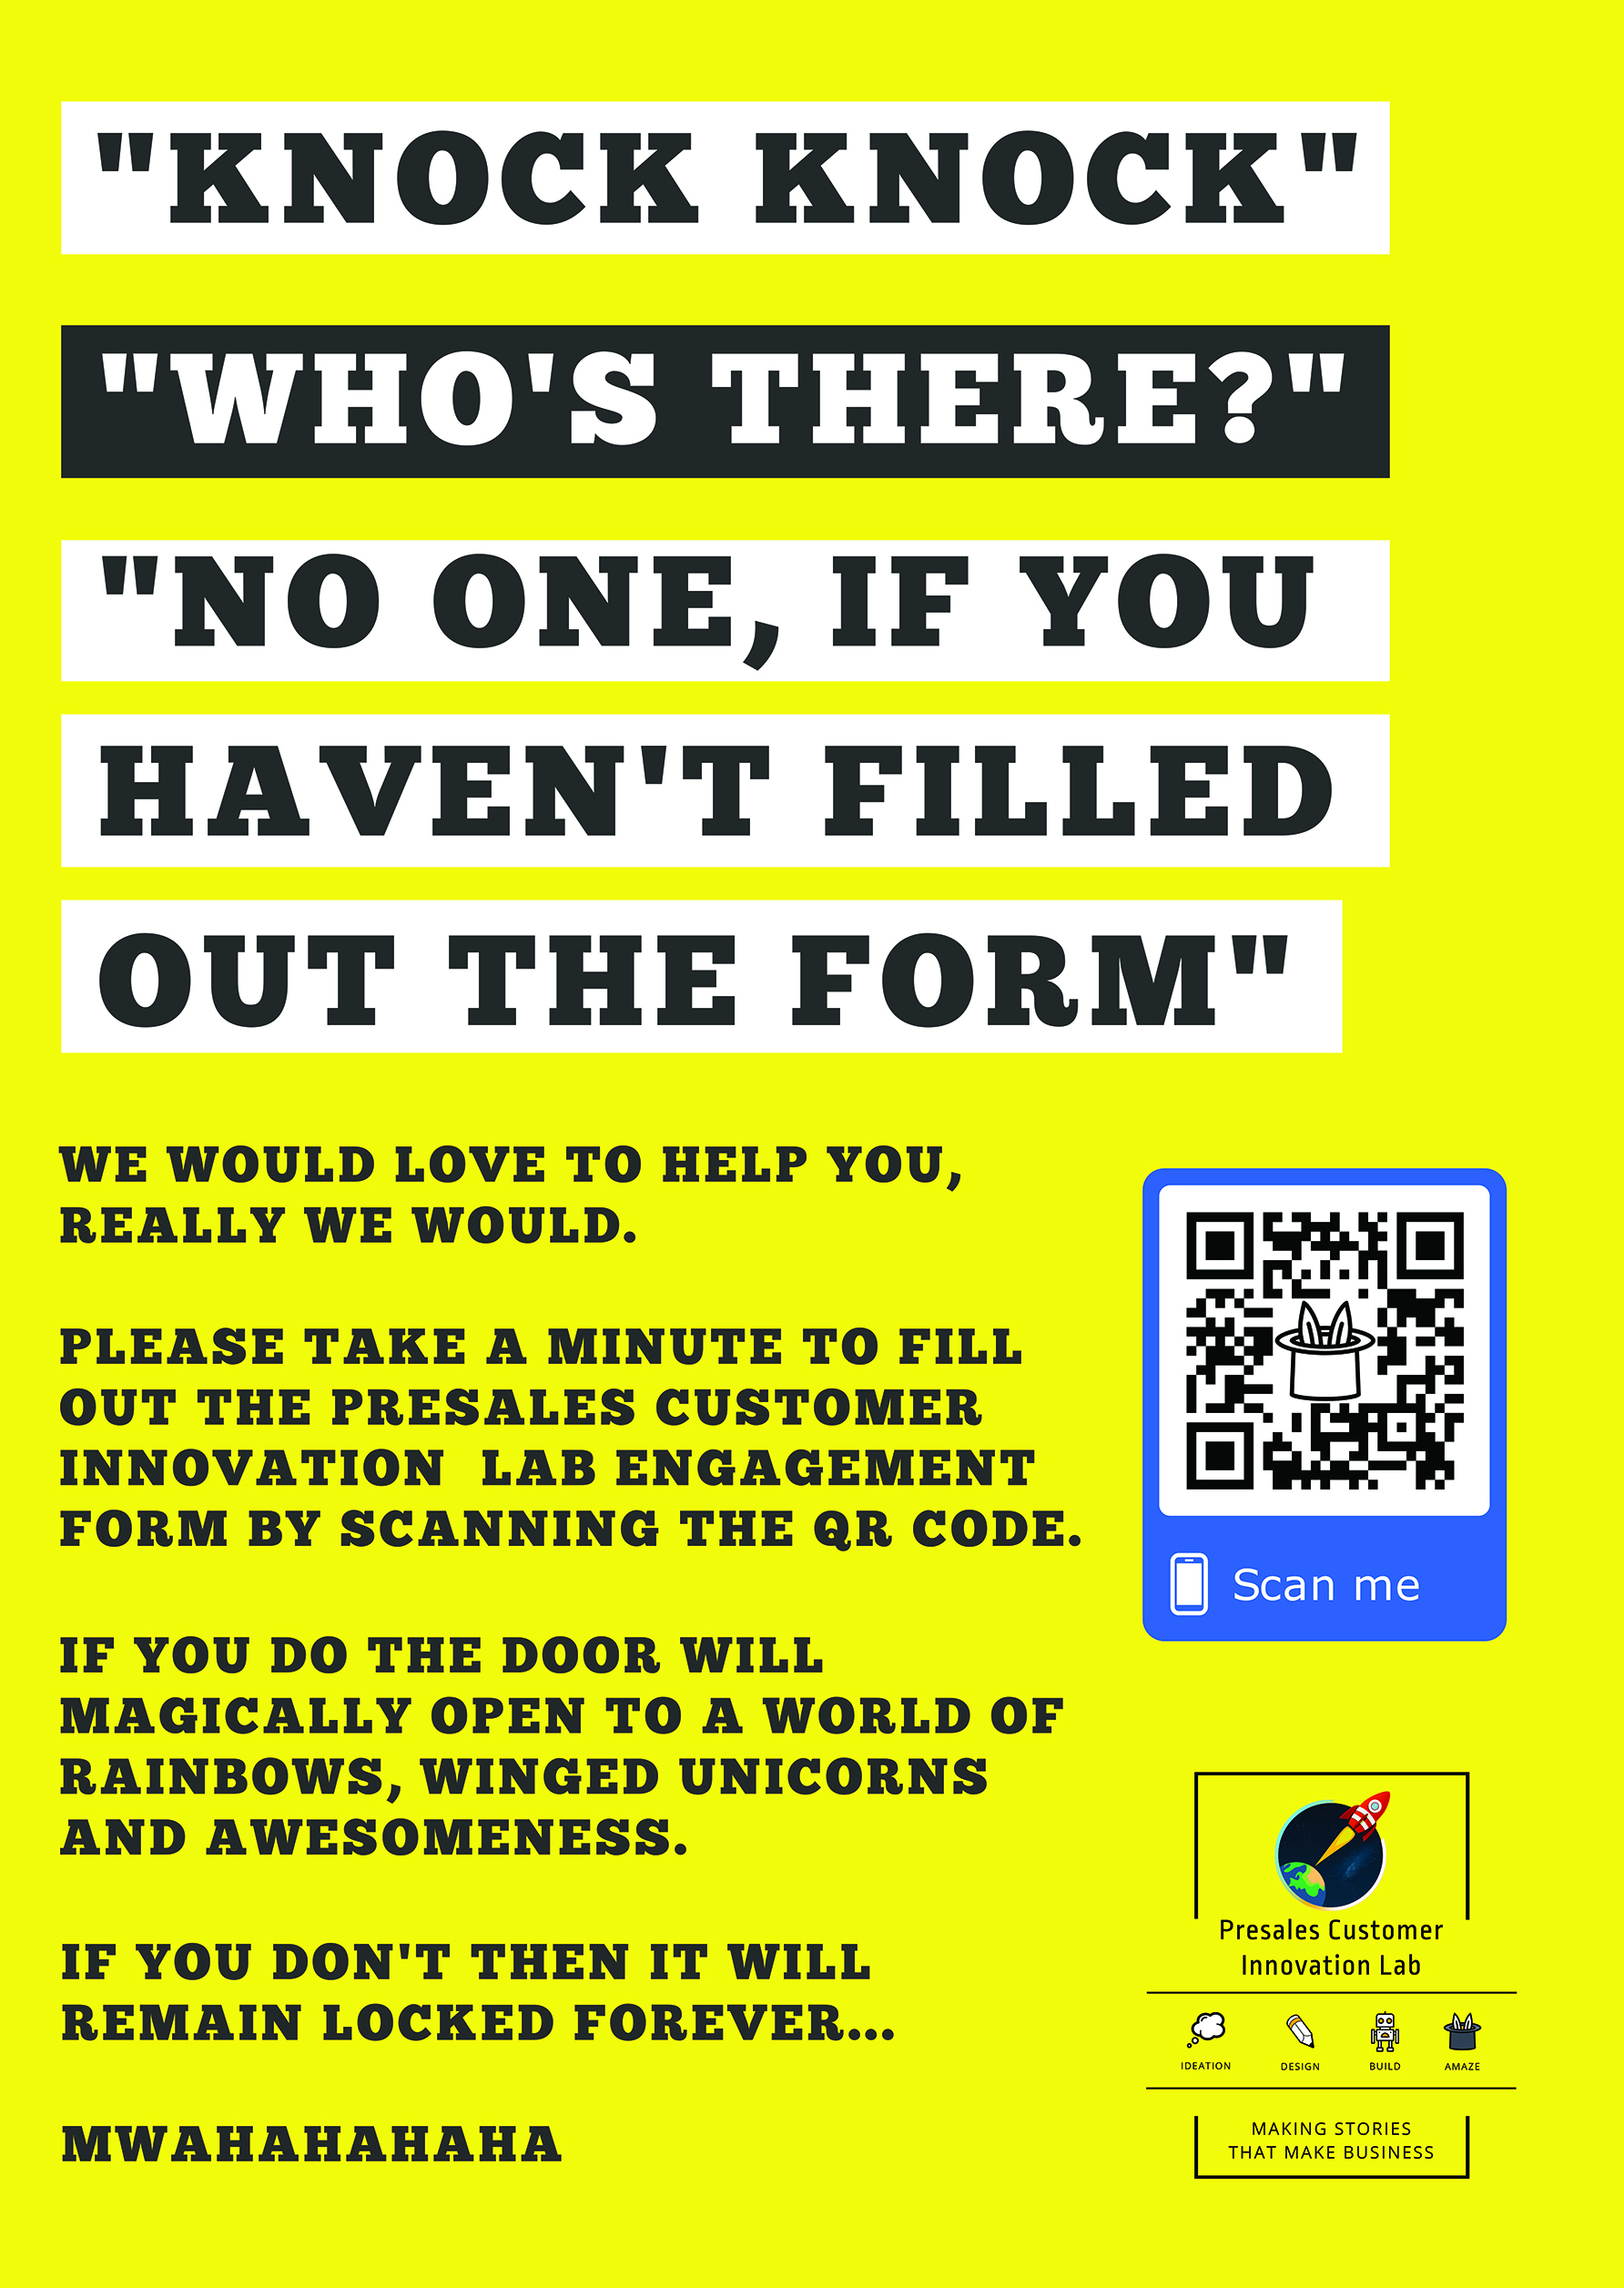 "KNOCK KNOCK"
"WHO'S THERE?"
"NO ONE, IF YOU
HAVEN'T FILLED
OUT THE FORM"
WE WOULD LOVE TO HELP YOU,
REALLY WE WOULD.
PLEASE TAKE A MINUTE TO FILL
OUT THE PRESALES CUSTOMER
INNOVATION LAB ENGAGEMENT
FORM BY SCANNING THE QR CODE.
IF YOU DO THE DOOR WILL
MAGICALLY OPEN TO A WORLD OF
RAINBOWS, WINGED UNICORNS
AND AWESOMENESS.
IF YOU DON'T THEN IT WILL
REMAIN LOCKED FOREVER...
MWAHAHAHAHA
Scan me
Presales Customer
Innovation Lab
IDEATION DESIGN BUILD AMAZE
MAKING STORIES
THAT MAKE BUSINESS